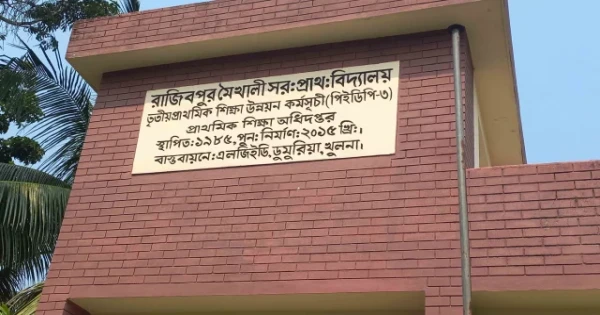 রাজিবপুর মৈখালী সর: প্রাথ: বিদ্যালয়
তৃতীয়প্রাথমিক শিক্ষা উন্নয়ন কর্মসূচী (পিইডিপি-৩)
প্রাথমিক শিক্ষা অধিদপ্তর
স্থাপিত: ১৯৮৫, পুন: নির্মাণ: ২০১৫ খ্রি:।
বাস্তবায়নে: এলজিইডি, ডুমুরিয়া, খুলনা।